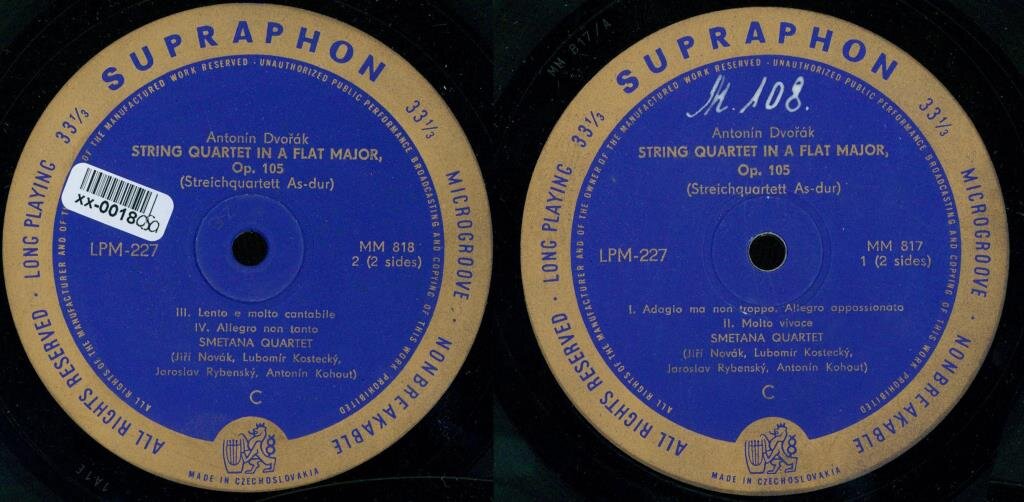 SUPRAPHON
LONG PLAYING 33⅓
33⅓ MICROGROOVE
NONBREAKABLE
ALL RIGHTS RESERVED
ALL RIGHTS OF THE MANUFACTURER AND OF THE OWNER OF THE MANUFACTURED WORK RESERVED · UNAUTHORIZED PUBLIC PERFORMANCE BROADCASTING AND COPYING OF THIS WORK PROHIBITED
Antonín Dvořák
STRING QUARTET IN A FLAT MAJOR,
Op. 105
(Streichquartett As-dur)
xx-0018
LPM-227
MM 818
2 (2 sides)
III. Lento e molto cantabile
IV. Allegro non tanto
SMETANA QUARTET
(Jiří Novák, Lubomír Kostecký,
Jaroslav Rybenský, Antonín Kohout)
C
MADE IN CZECHOSLOVAKIA
1A1E
MM 817/A
SUPRAPHON
LONG PLAYING 33⅓
33⅓ MICROGROOVE
NONBREAKABLE
ALL RIGHTS RESERVED
ALL RIGHTS OF THE MANUFACTURER AND OF THE OWNER OF THE MANUFACTURED WORK RESERVED · UNAUTHORIZED PUBLIC PERFORMANCE BROADCASTING AND COPYING OF THIS WORK PROHIBITED
108.
Antonín Dvořák
STRING QUARTET IN A FLAT MAJOR,
Op. 105
(Streichquartett As-dur)
LPM-227
MM 817
1 (2 sides)
I. Adagio ma non troppo. Allegro appassionato
II. Molto vivace
SMETANA QUARTET
(Jiří Novák, Lubomír Kostecký,
Jaroslav Rybenský, Antonín Kohout)
C
MADE IN CZECHOSLOVAKIA